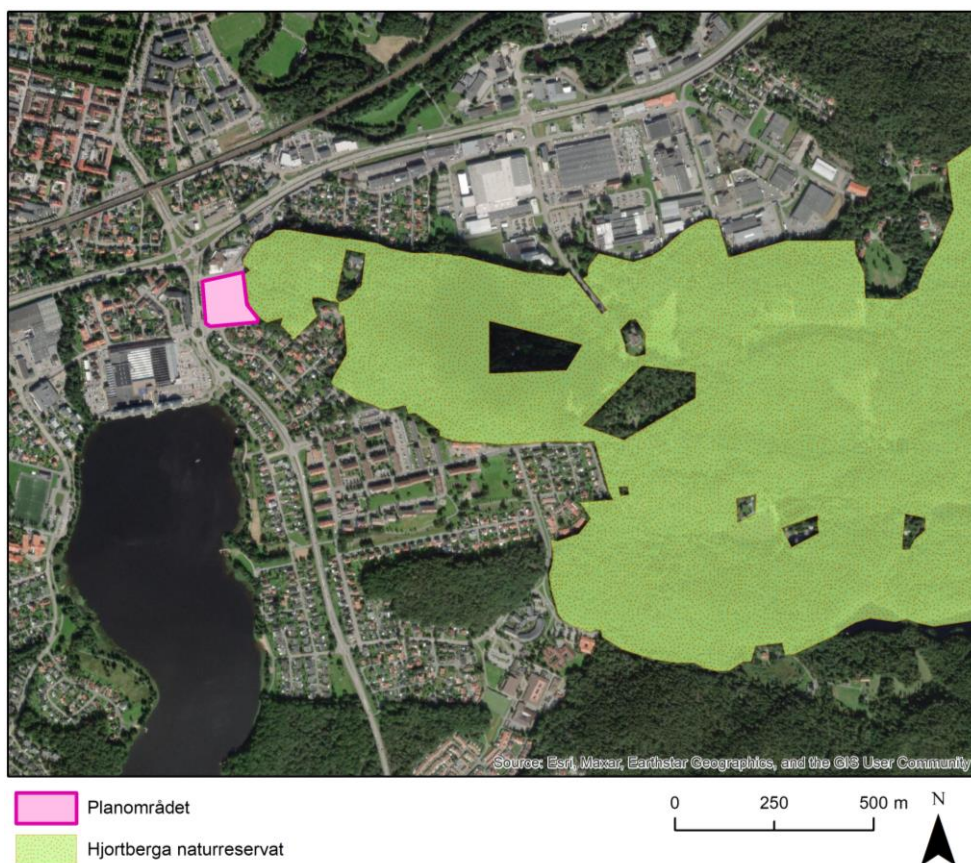 Source: Esri, Maxar, Earthstar Geographics, and the GIS User Community
Planområdet
Hjortberga naturreservat
0 250 500 m
N